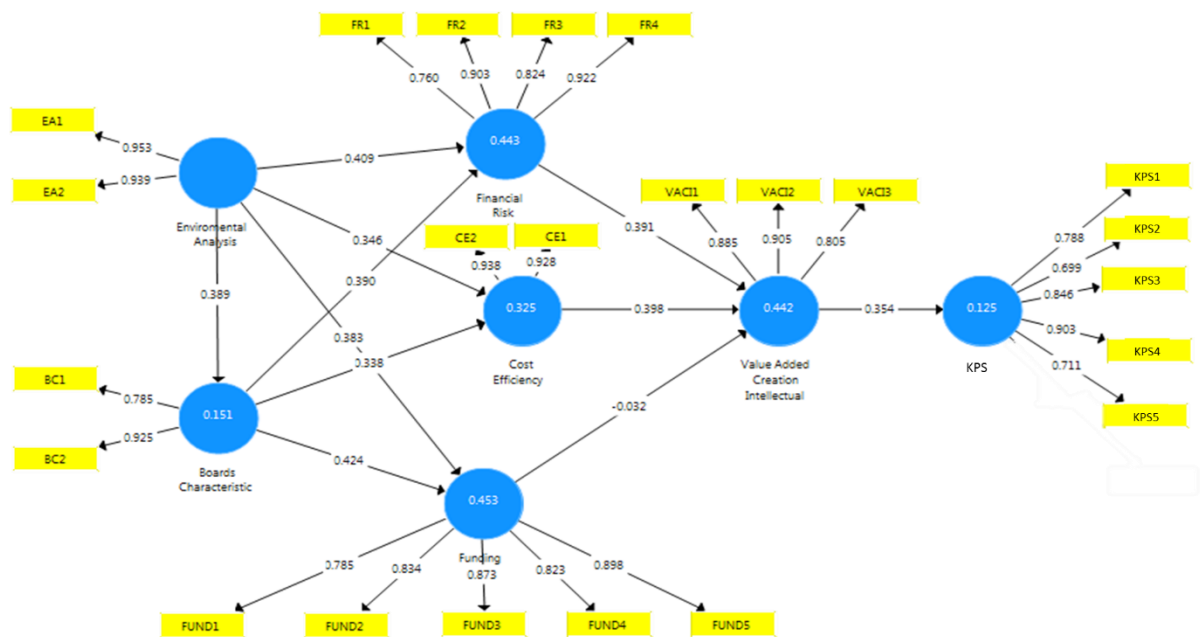 FR1
FR2
FR3
FR4
0.760
0.903
0.824
0.922
EA1
0.953
0.939
EA2
0.443
0.409
Financial
Risk
Enviromental
Analysis
VACI1
VACI2
VACI3
KPS1
KPS2
KPS3
KPS4
KPS5
0.788
0.699
0.846
0.903
0.711
0.885
0.905
0.805
CE2
CE1
0.938
0.928
0.391
0.346
0.390
0.389
0.325
0.398
0.442
0.354
0.125
0.383
0.338
Cost
Efficiency
Value Added
Creation
Intellectual
KPS
BC1
0.785
0.925
BC2
0.151
-0.032
Boards
Characteristic
0.424
0.453
Funding
0.785
0.834
0.873
0.823
0.898
FUND1
FUND2
FUND3
FUND4
FUND5